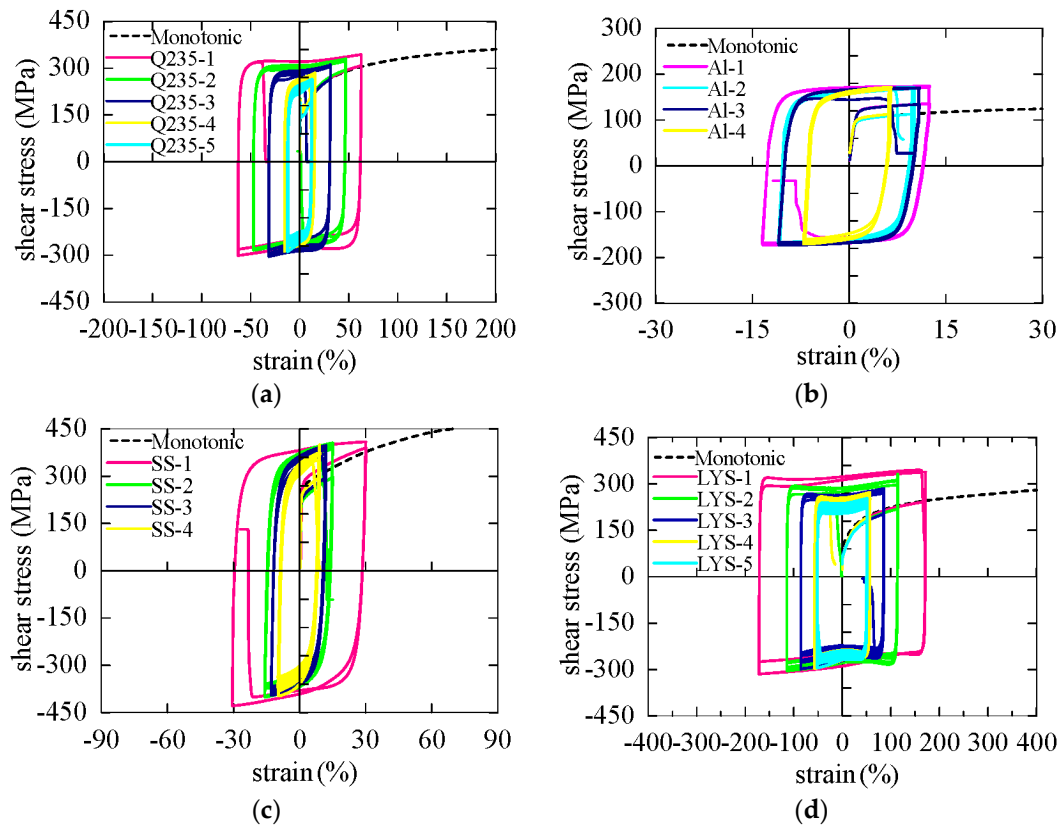 shear stress (MPa)
450
300
150
0
-150
-300
-450
Monotonic
Q235-1
Q235-2
Q235-3
Q235-4
Q235-5
-200 -150 -100 -50 0 50 100 150 200
strain (%)
(a)
shear stress (MPa)
300
200
100
0
-100
-200
-300
Monotonic
Al-1
Al-2
Al-3
Al-4
-30 -15 0 15 30
strain (%)
(b)
shear stress (MPa)
450
300
150
0
-150
-300
-450
Monotonic
SS-1
SS-2
SS-3
SS-4
-90 -60 -30 0 30 60 90
strain (%)
(c)
shear stress (MPa)
450
300
150
0
-150
-300
-450
Monotonic
LYS-1
LYS-2
LYS-3
LYS-4
LYS-5
-400 -300 -200 -100 0 100 200 300 400
strain (%)
(d)